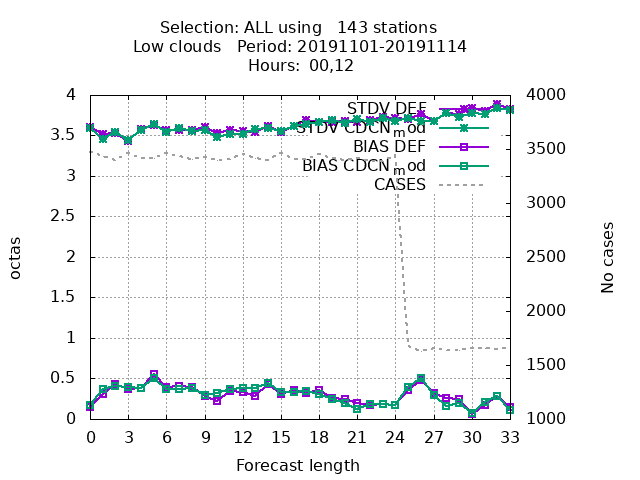 Selection: ALL using   143 stations
Low clouds   Period: 20191101-20191114
Hours:  00,12
octas
No cases
4
3.5
3
2.5
2
1.5
1
0.5
0
4000
3500
3000
2500
2000
1500
1000
STDV DEF
STDV CDCN_mod
BIAS DEF
BIAS CDCN_mod
CASES
0 3 6 9 12 15 18 21 24 27 30 33
Forecast length